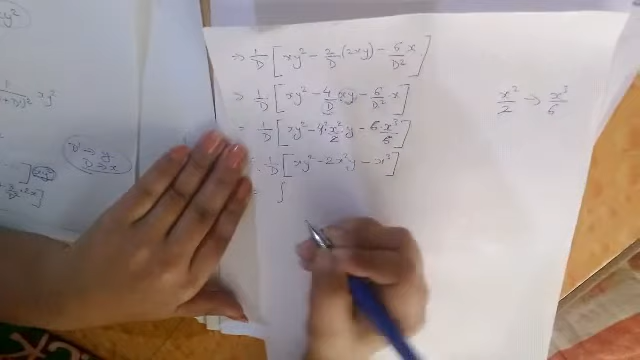 ⇒ 1/D [ xy² - 2/D (2xy) - 6/D² x ]
⇒ 1/D [ xy² - 4/D xy - 6/D² x ]
= 1/D [ xy² - 4·x²/2 y - 6·x³/6 ]
= 1/D [ xy² - 2x²y - x³ ]
= ∫
x²/2 → x³/6
xy²
D' → y
D → x